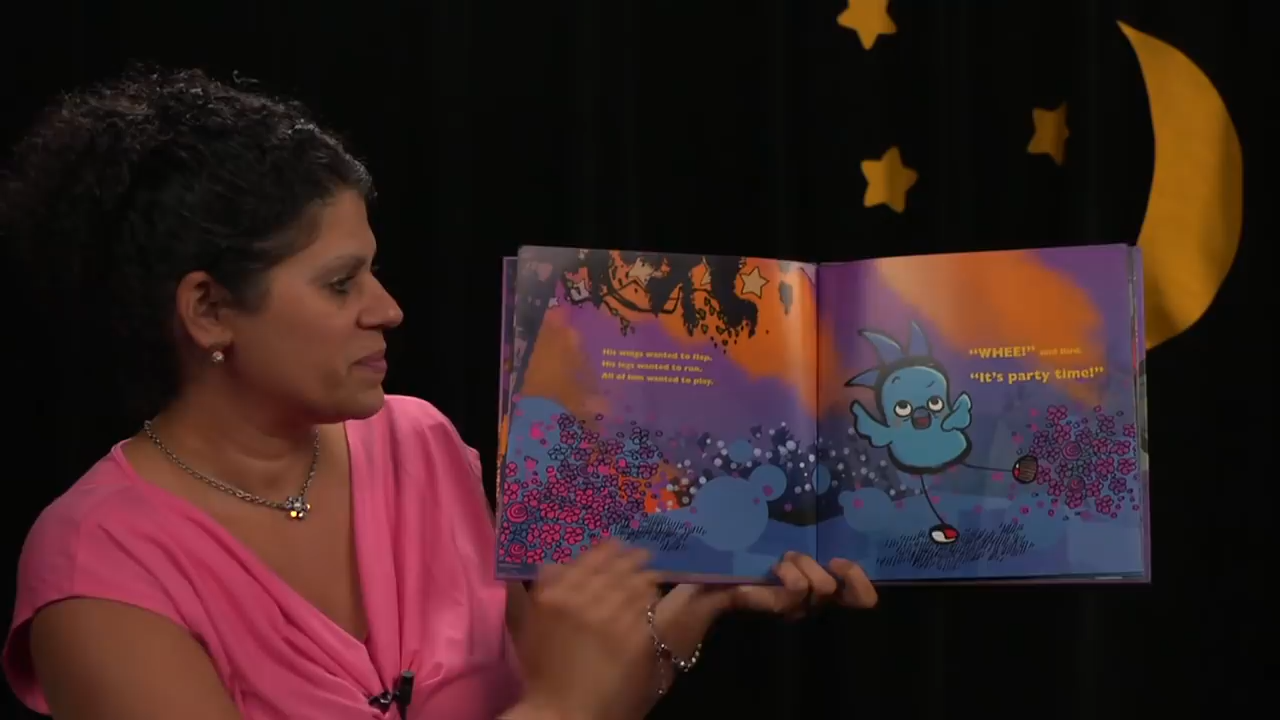 His wings wanted to flap.
His legs wanted to run.
All of him wanted to play.
"WHEE!" said Bird.
"It's party time!"